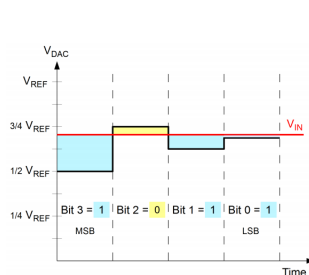 VDAC
VREF
3/4 VREF
VIN
1/2 VREF
1/4 VREF
Bit 3 = 1 Bit 2 = 0 Bit 1 = 1 Bit 0 = 1
MSB LSB
Time